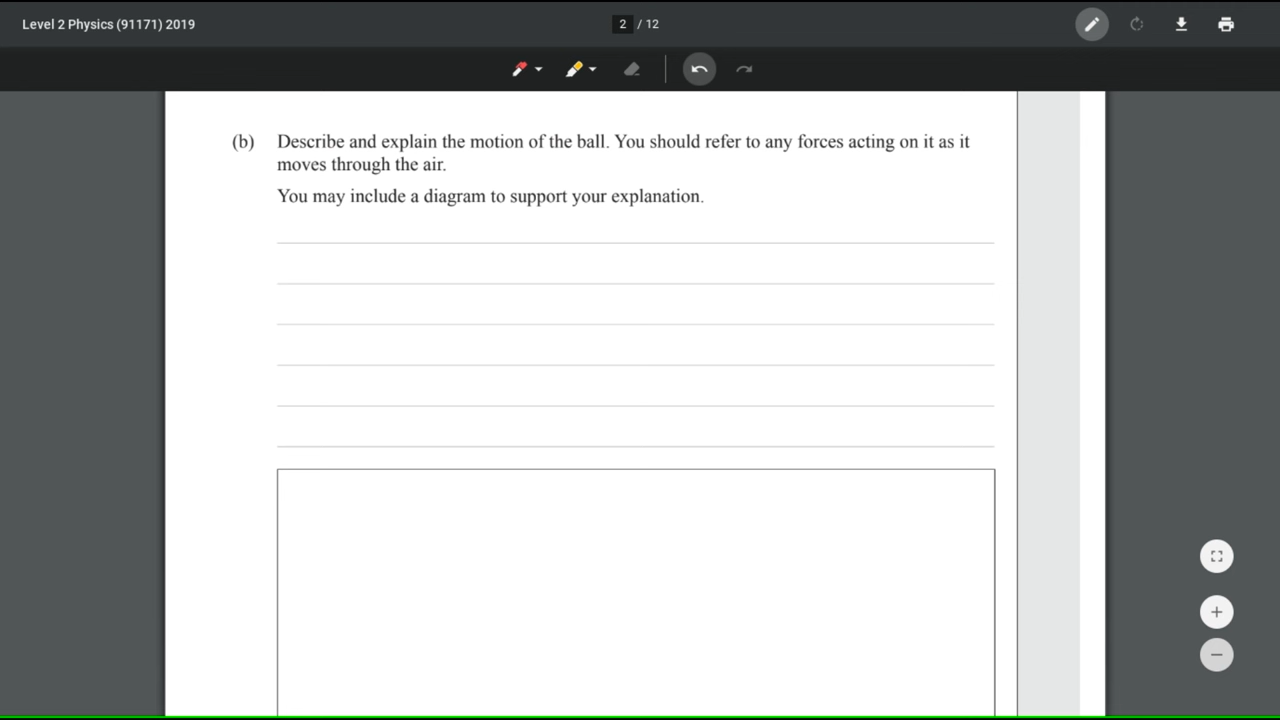 Level 2 Physics (91171) 2019
2 / 12
(b) Describe and explain the motion of the ball. You should refer to any forces acting on it as it
moves through the air.
You may include a diagram to support your explanation.